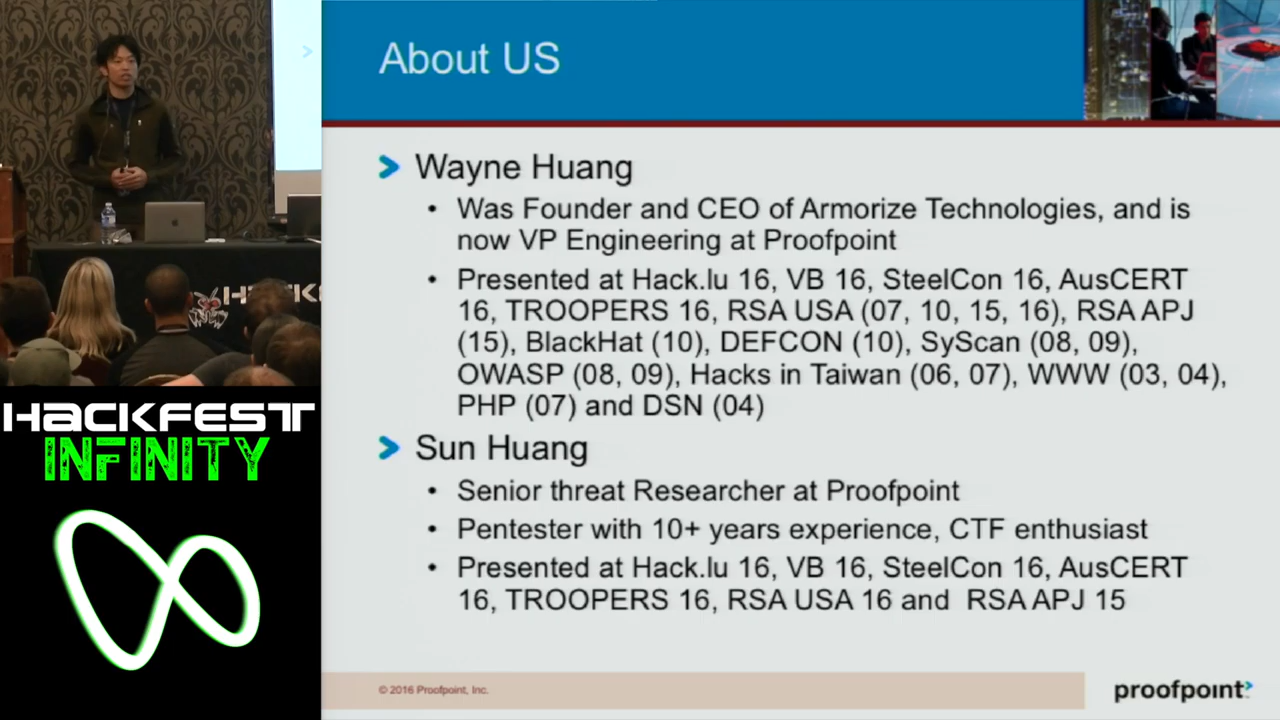 About US
Wayne Huang
• Was Founder and CEO of Armorize Technologies, and is
now VP Engineering at Proofpoint
• Presented at Hack.lu 16, VB 16, SteelCon 16, AusCERT
16, TROOPERS 16, RSA USA (07, 10, 15, 16), RSA APJ
(15), BlackHat (10), DEFCON (10), SyScan (08, 09),
OWASP (08, 09), Hacks in Taiwan (06, 07), WWW (03, 04),
PHP (07) and DSN (04)
Sun Huang
• Senior threat Researcher at Proofpoint
• Pentester with 10+ years experience, CTF enthusiast
• Presented at Hack.lu 16, VB 16, SteelCon 16, AusCERT
16, TROOPERS 16, RSA USA 16 and RSA APJ 15
© 2016 Proofpoint, Inc.
proofpoint
HACKFEST
INFINITY